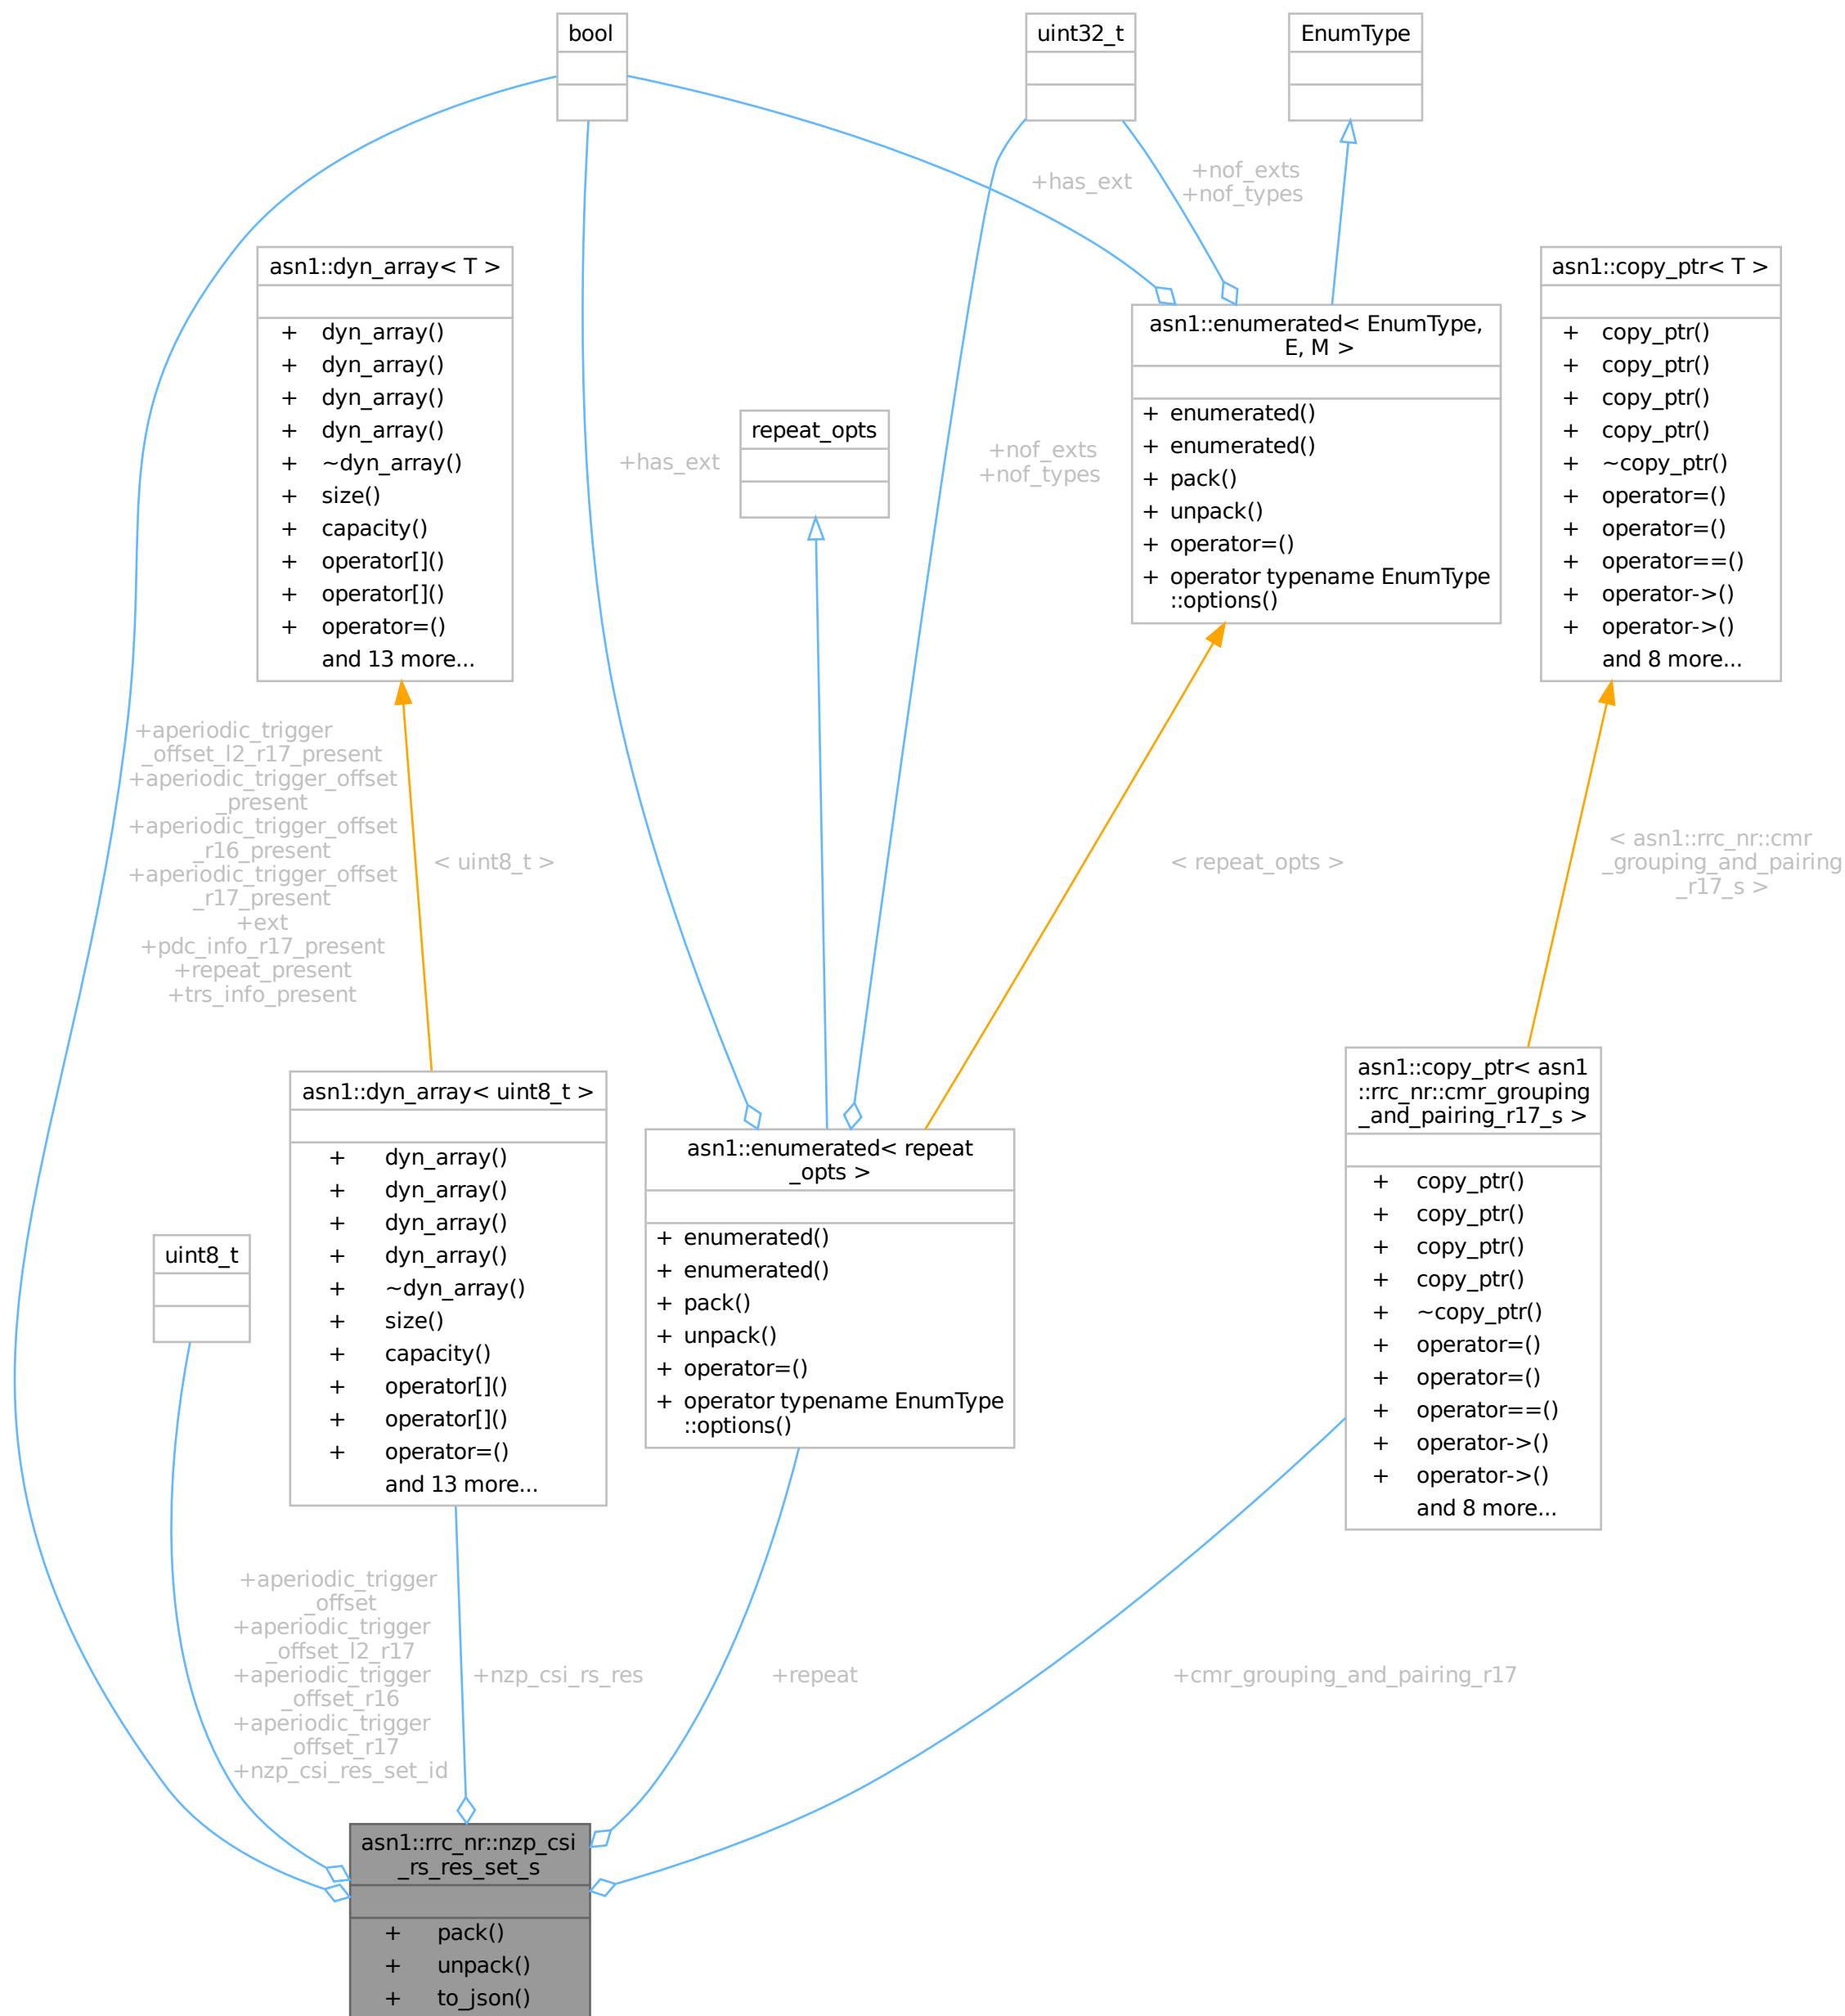 bool
uint32_t
EnumType
+has_ext
+nof_exts
+nof_types
asn1::dyn_array< T >
+ dyn_array()
+ dyn_array()
+ dyn_array()
+ dyn_array()
+ ~dyn_array()
+ size()
+ capacity()
+ operator[]()
+ operator[]()
+ operator=()
and 13 more...
asn1::enumerated< EnumType,
E, M >
+ enumerated()
+ enumerated()
+ pack()
+ unpack()
+ operator=()
+ operator typename EnumType
::options()
asn1::copy_ptr< T >
+ copy_ptr()
+ copy_ptr()
+ copy_ptr()
+ copy_ptr()
+ ~copy_ptr()
+ operator=()
+ operator=()
+ operator==()
+ operator->()
+ operator->()
and 8 more...
repeat_opts
+has_ext
+nof_exts
+nof_types
+aperiodic_trigger
_offset_l2_r17_present
+aperiodic_trigger_offset
_present
+aperiodic_trigger_offset
_r16_present
+aperiodic_trigger_offset
_r17_present
+ext
+pdc_info_r17_present
+repeat_present
+trs_info_present
< uint8_t >
< repeat_opts >
< asn1::rrc_nr::cmr
_grouping_and_pairing
_r17_s >
uint8_t
asn1::dyn_array< uint8_t >
+ dyn_array()
+ dyn_array()
+ dyn_array()
+ dyn_array()
+ ~dyn_array()
+ size()
+ capacity()
+ operator[]()
+ operator[]()
+ operator=()
and 13 more...
asn1::enumerated< repeat
_opts >
+ enumerated()
+ enumerated()
+ pack()
+ unpack()
+ operator=()
+ operator typename EnumType
::options()
asn1::copy_ptr< asn1
::rrc_nr::cmr_grouping
_and_pairing_r17_s >
+ copy_ptr()
+ copy_ptr()
+ copy_ptr()
+ copy_ptr()
+ ~copy_ptr()
+ operator=()
+ operator=()
+ operator==()
+ operator->()
+ operator->()
and 8 more...
+aperiodic_trigger
_offset
+aperiodic_trigger
_offset_l2_r17
+aperiodic_trigger
_offset_r16
+aperiodic_trigger
_offset_r17
+nzp_csi_res_set_id
+nzp_csi_rs_res
+repeat
+cmr_grouping_and_pairing_r17
asn1::rrc_nr::nzp_csi
_rs_res_set_s
+ pack()
+ unpack()
+ to_json()